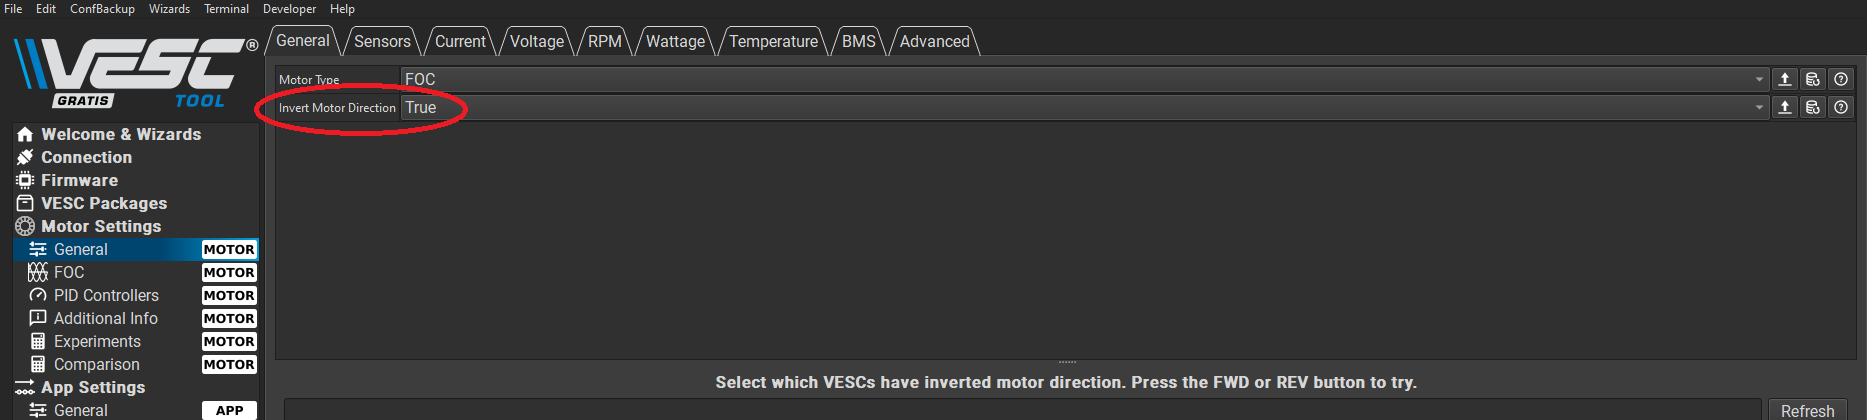 File Edit ConfBackup Wizards Terminal Developer Help
VESC®
GRATIS TOOL
General Sensors Current Voltage RPM Wattage Temperature BMS Advanced
Motor Type FOC
Invert Motor Direction True
Welcome & Wizards
Connection
Firmware
VESC Packages
Motor Settings
General MOTOR
FOC MOTOR
PID Controllers MOTOR
Additional Info MOTOR
Experiments MOTOR
Comparison MOTOR
App Settings
General APP
Select which VESCs have inverted motor direction. Press the FWD or REV button to try.
Refresh